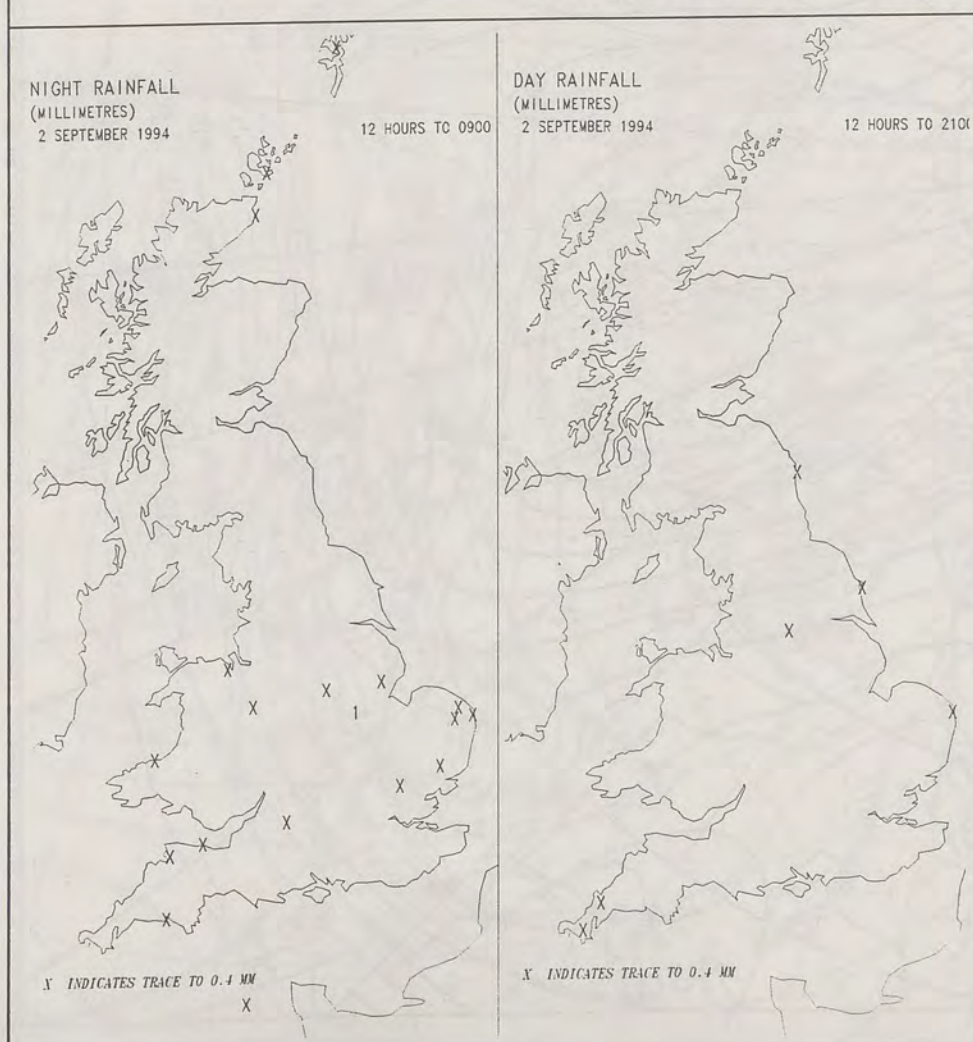 NIGHT RAINFALL
(MILLIMETRES)
2 SEPTEMBER 1994
12 HOURS TO 0900
X
X
X
X
X
X
X
1
X
X
X
X
X
X
X
X
X
X
X
X INDICATES TRACE TO 0.4 MM
X
DAY RAINFALL
(MILLIMETRES)
2 SEPTEMBER 1994
12 HOURS TO 2100
X
X
X
X
X
X
X INDICATES TRACE TO 0.4 MM